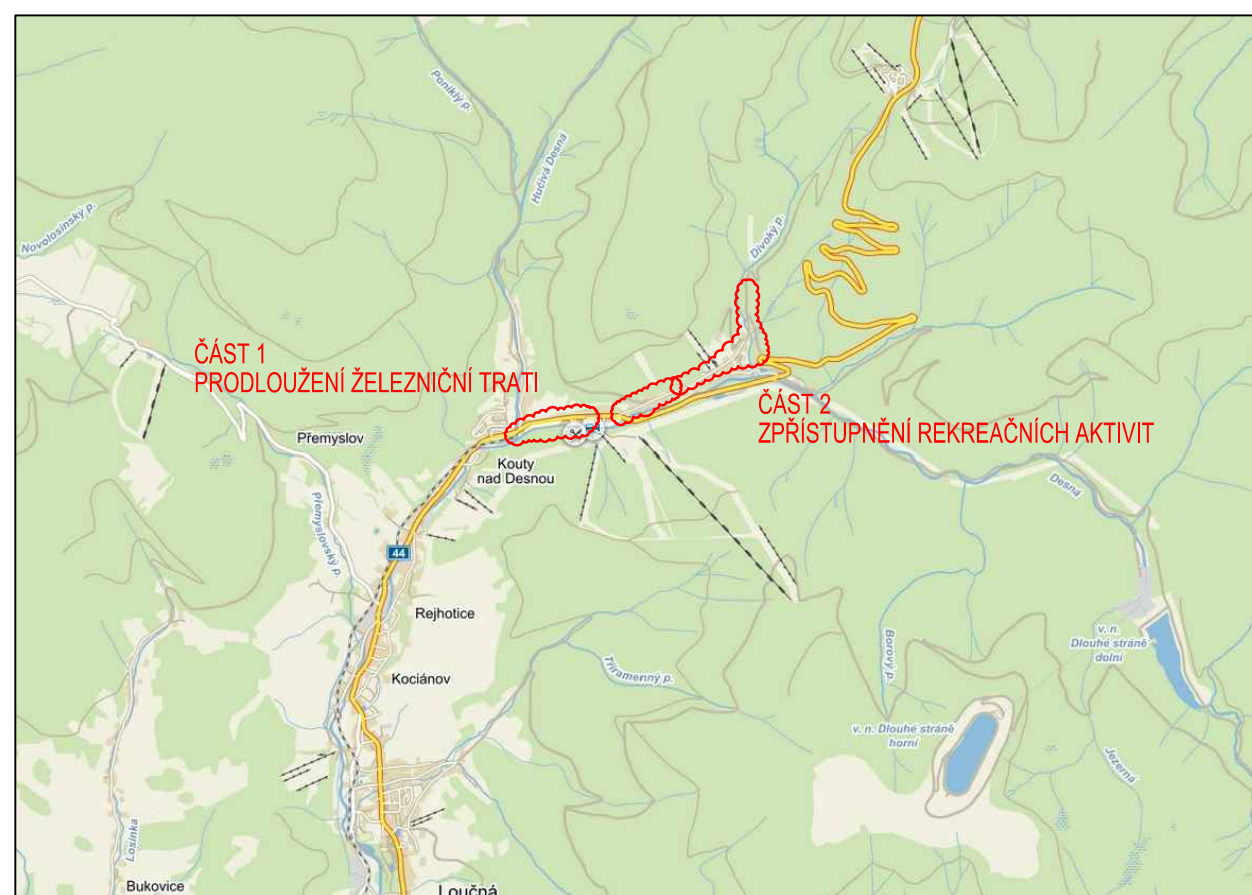 Poniklý p.
Hučivá Desná
Novolosinský p.
Divoký p.
ČÁST 1
PRODLOUŽENÍ ŽELEZNIČNÍ TRATI
ČÁST 2
ZPŘÍSTUPNĚNÍ REKREAČNÍCH AKTIVIT
Přemyslov
Kouty
nad Desnou
Desná
Přemyslovský p.
44
Rejhotice
v. n.
Dlouhé stráně
dolní
Borový p.
Kociánov
Tříramenný p.
v. n. Dlouhé stráně
horní
Jezerná
Losinka
Bukovice
Loučná